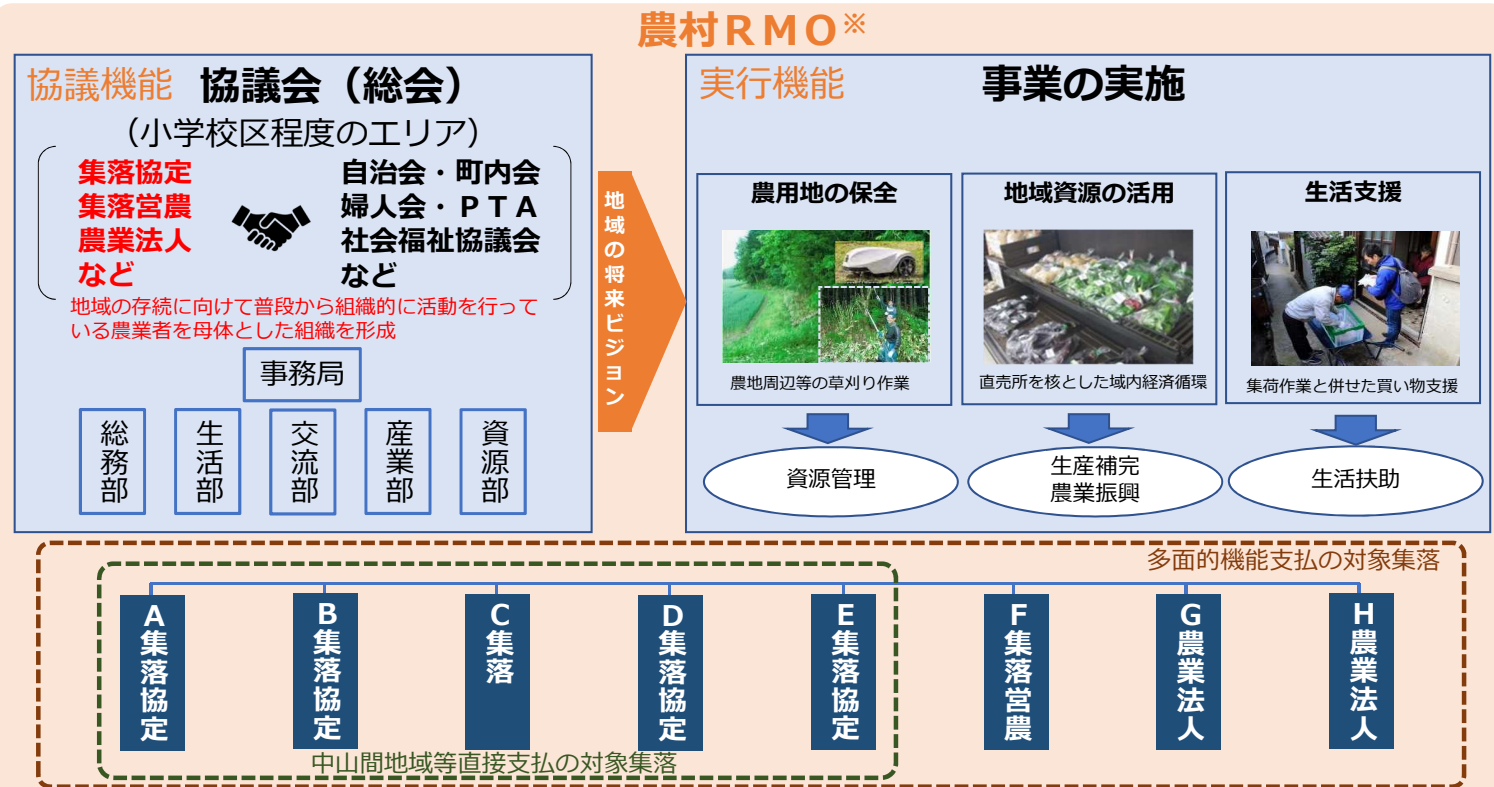 農村ＲＭＯ※
協議機能 協議会（総会）
（小学校区程度のエリア）
集落協定
集落営農
農業法人
など
自治会・町内会
婦人会・ＰＴＡ
社会福祉協議会
など
地域の存続に向けて普段から組織的に活動を行って
いる農業者を母体とした組織を形成
事務局
総務部
生活部
交流部
産業部
資源部
地域の将来ビジョン
実行機能 事業の実施
農用地の保全
農地周辺等の草刈り作業
資源管理
地域資源の活用
直売所を核とした域内経済循環
生産補完
農業振興
生活支援
集荷作業と併せた買い物支援
生活扶助
多面的機能支払の対象集落
A集落協定
B集落協定
C集落
D集落協定
E集落協定
F集落営農
G農業法人
H農業法人
中山間地域等直接支払の対象集落